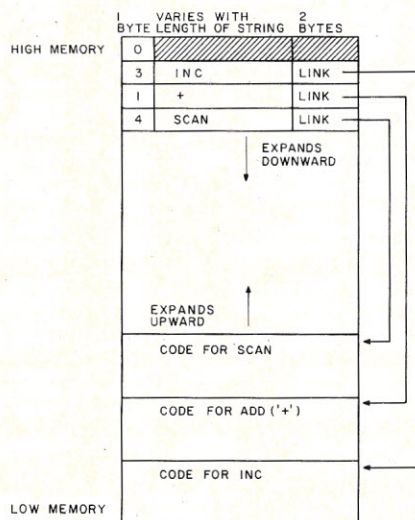 1 VARIES WITH 2
BYTE LENGTH OF STRING BYTES
HIGH MEMORY 0
3 INC LINK
1 + LINK
4 SCAN LINK
EXPANDS
DOWNWARD
EXPANDS
UPWARD
CODE FOR SCAN
CODE FOR ADD ('+')
CODE FOR INC
LOW MEMORY